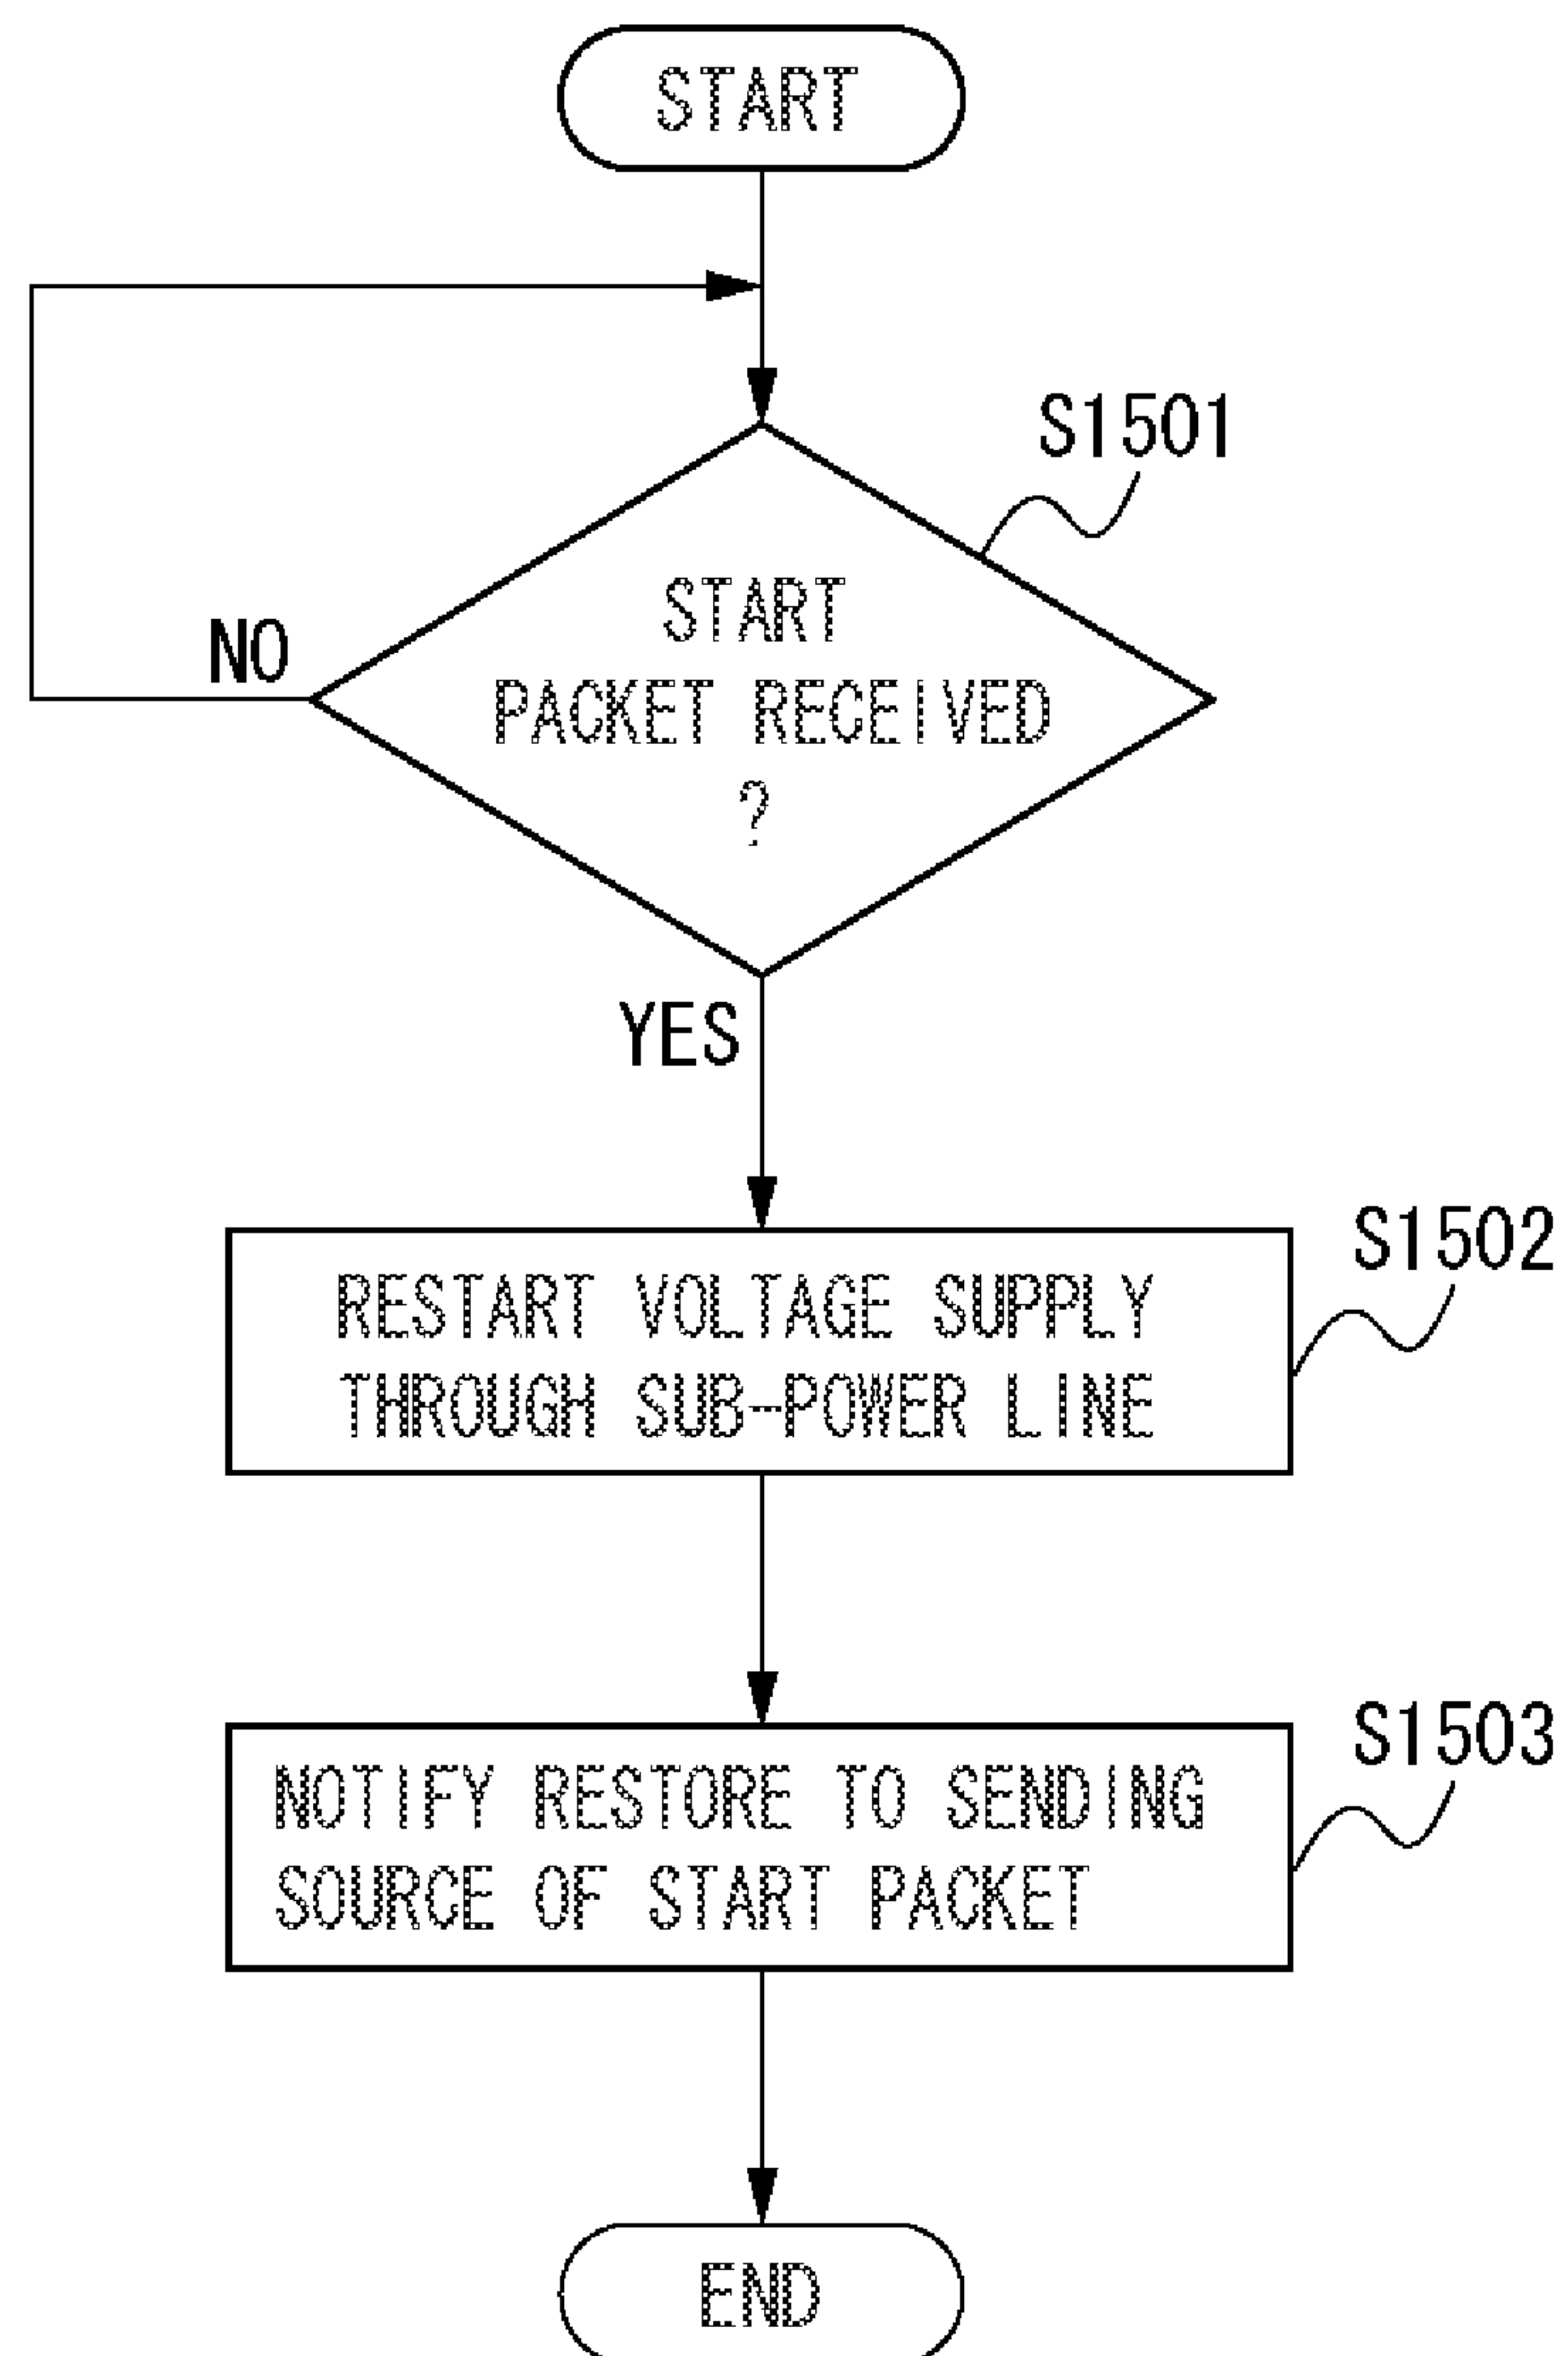 START
S1501
START
PACKET RECEIVED
?
NO
YES
S1502
RESTART VOLTAGE SUPPLY
THROUGH SUB-POWER LINE
S1503
NOTIFY RESTORE TO SENDING
SOURCE OF START PACKET
END